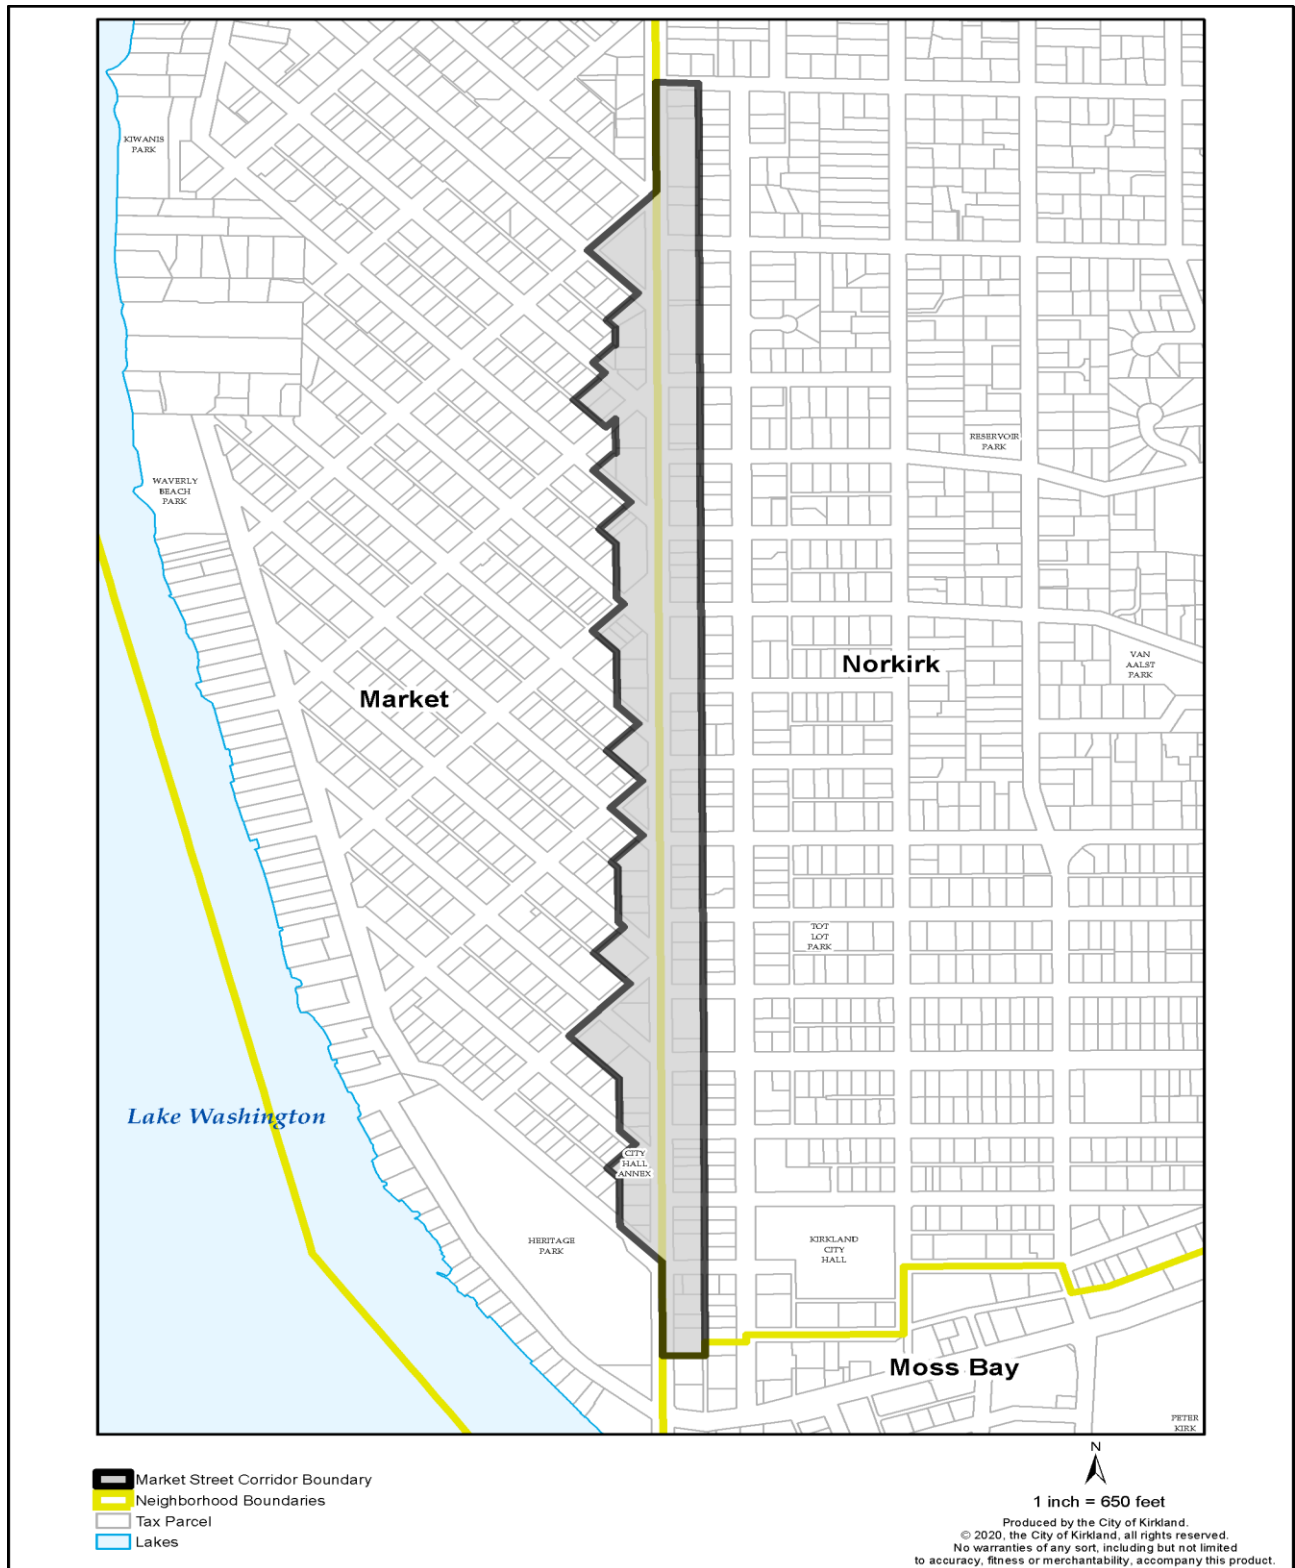 KIWANIS
PARK
RESERVOIR
PARK
WAVERLY
BEACH
PARK
Norkirk
VAN
AALST
PARK
Market
TOT
LOT
PARK
Lake Washington
CITY
HALL
ANNEX
HERITAGE
PARK
KIRKLAND
CITY
HALL
Moss Bay
PETER
KIRK
N
Market Street Corridor Boundary
Neighborhood Boundaries
Tax Parcel
Lakes
1 inch = 650 feet
Produced by the City of Kirkland.
© 2020, the City of Kirkland, all rights reserved.
No warranties of any sort, including but not limited
to accuracy, fitness or merchantability, accompany this product.